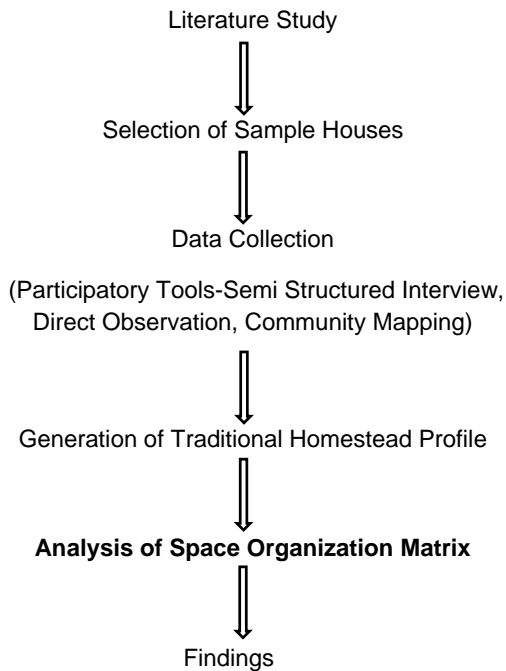 Literature Study
Selection of Sample Houses
Data Collection
(Participatory Tools-Semi Structured Interview,
Direct Observation, Community Mapping)
Generation of Traditional Homestead Profile
Analysis of Space Organization Matrix
Findings